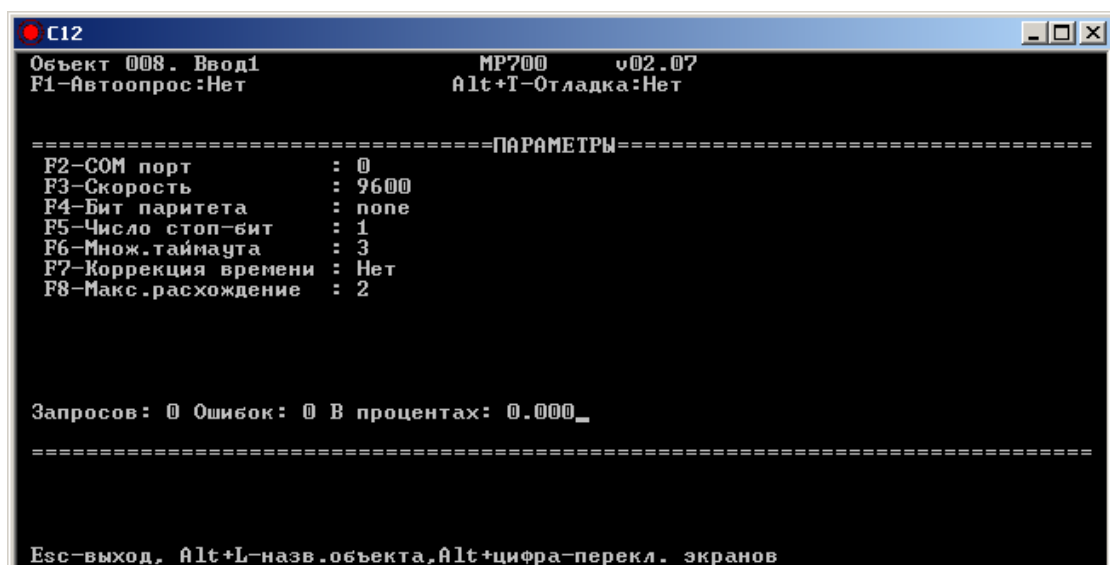 C12
Объект 008. Ввод1 MP700 v02.07
F1-Автоопрос:Нет Alt+T-Отладка:Нет
==================================ПАРАМЕТРЫ===================================
F2-COM порт : 0
F3-Скорость : 9600
F4-Бит паритета : none
F5-Число стоп-бит : 1
F6-Множ.таймаута : 3
F7-Коррекция времени : Нет
F8-Макс.расхождение : 2
Запросов: 0 Ошибок: 0 В процентах: 0.000_
==============================================================================
Esc-выход, Alt+L-назв.объекта,Alt+цифра-перекл. экранов